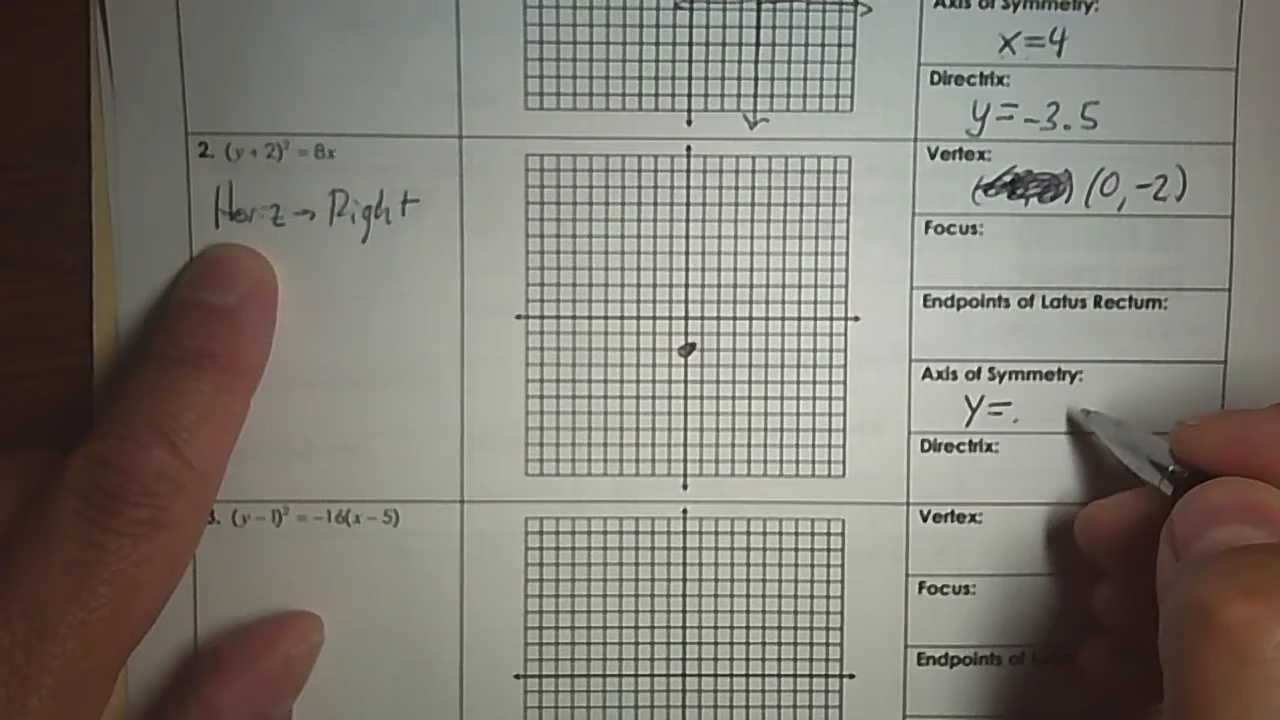 Axis of Symmetry:
x=4
Directrix:
y=-3.5
2. (y + 2)² = 8x
Horiz → Right
Vertex:
(0,-2)
Focus:
Endpoints of Latus Rectum:
Axis of Symmetry:
y=
Directrix:
3. (y – 1)² = –16(x – 5)
Vertex:
Focus:
Endpoints of